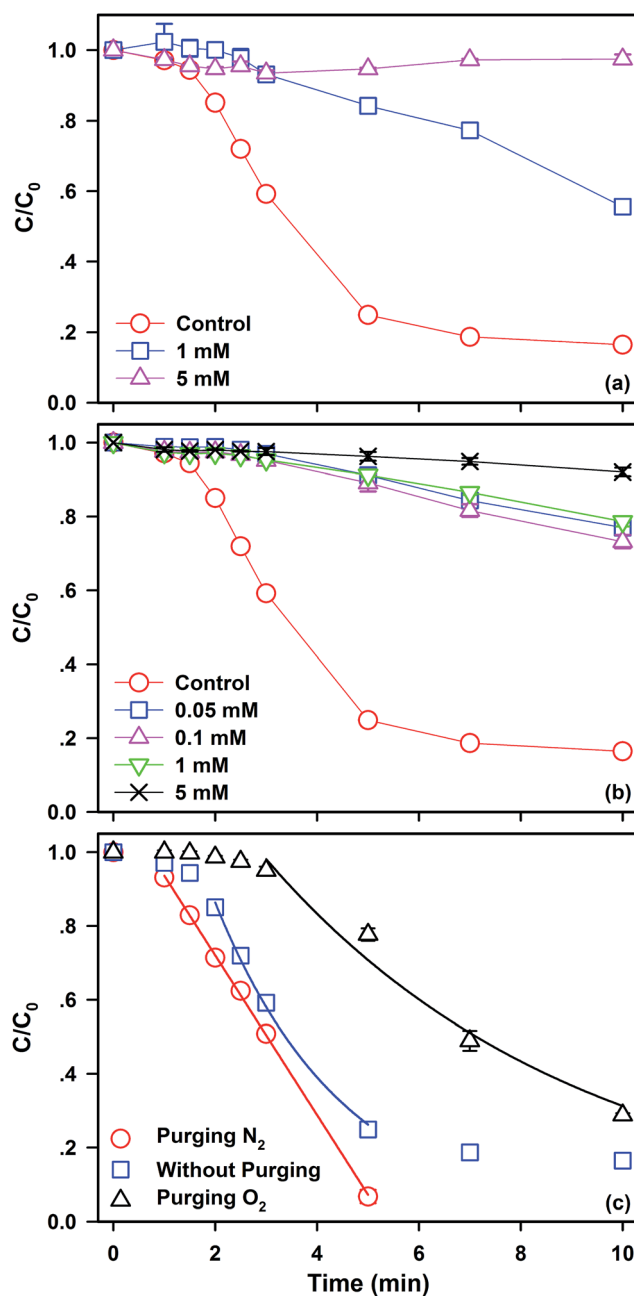 1.0
.8
.6
.4
.2
0.0
C/C₀
Control
1 mM
5 mM
(a)
1.0
.8
.6
.4
.2
0.0
C/C₀
Control
0.05 mM
0.1 mM
1 mM
5 mM
(b)
1.0
.8
.6
.4
.2
0.0
C/C₀
Purging N₂
Without Purging
Purging O₂
(c)
0 2 4 6 8 10
Time (min)